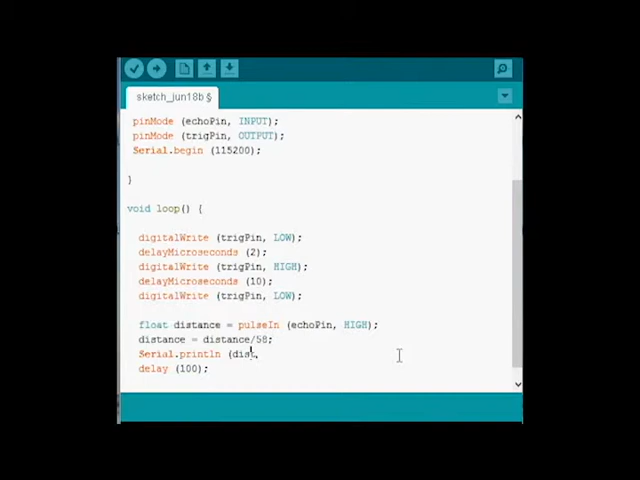 sketch_jun18b §
pinMode (echoPin, INPUT);
pinMode (trigPin, OUTPUT);
Serial.begin (115200);
}
void loop() {
digitalWrite (trigPin, LOW);
delayMicroseconds (2);
digitalWrite (trigPin, HIGH);
delayMicroseconds (10);
digitalWrite (trigPin, LOW);
float distance = pulseIn (echoPin, HIGH);
distance = distance/58;
Serial.println (dist
delay (100);